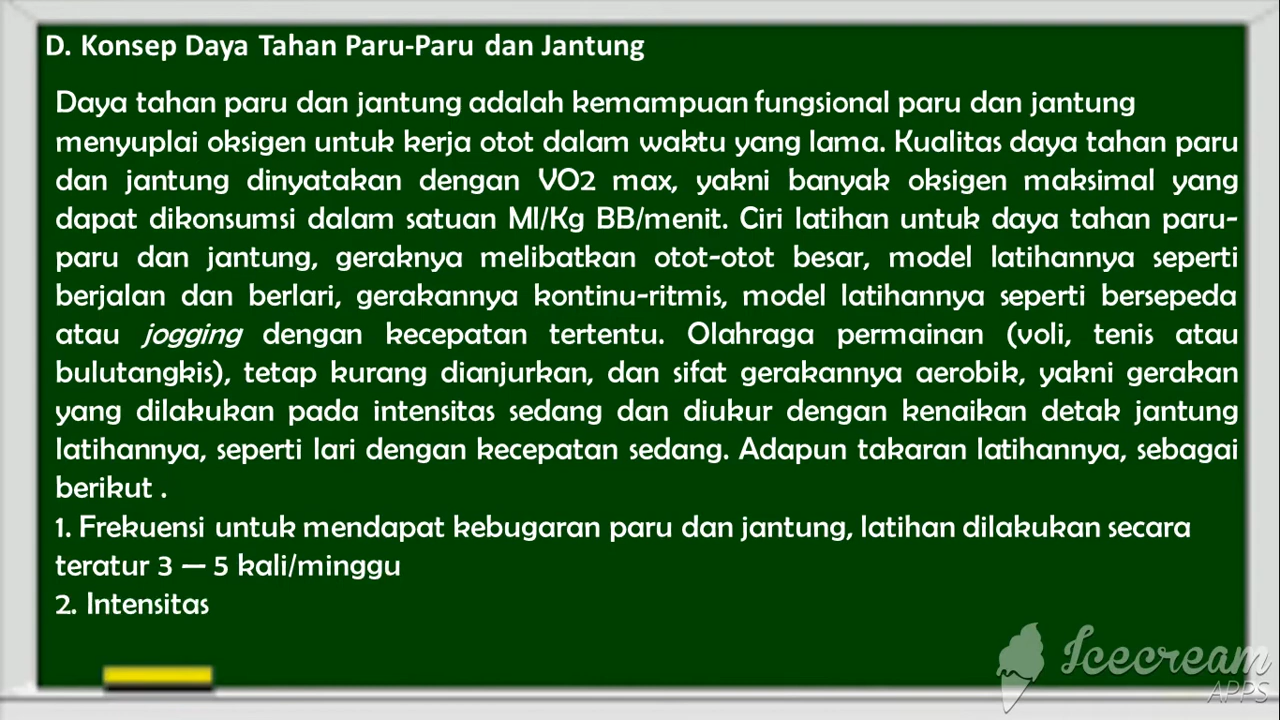 D. Konsep Daya Tahan Paru-Paru dan Jantung
Daya tahan paru dan jantung adalah kemampuan fungsional paru dan jantung
menyuplai oksigen untuk kerja otot dalam waktu yang lama. Kualitas daya tahan paru
dan jantung dinyatakan dengan VO2 max, yakni banyak oksigen maksimal yang
dapat dikonsumsi dalam satuan Ml/Kg BB/menit. Ciri latihan untuk daya tahan paru-
paru dan jantung, geraknya melibatkan otot-otot besar, model latihannya seperti
berjalan dan berlari, gerakannya kontinu-ritmis, model latihannya seperti bersepeda
atau jogging dengan kecepatan tertentu. Olahraga permainan (voli, tenis atau
bulutangkis), tetap kurang dianjurkan, dan sifat gerakannya aerobik, yakni gerakan
yang dilakukan pada intensitas sedang dan diukur dengan kenaikan detak jantung
latihannya, seperti lari dengan kecepatan sedang. Adapun takaran latihannya, sebagai
berikut .
1. Frekuensi untuk mendapat kebugaran paru dan jantung, latihan dilakukan secara
teratur 3 – 5 kali/minggu
2. Intensitas
Icecream
APPS